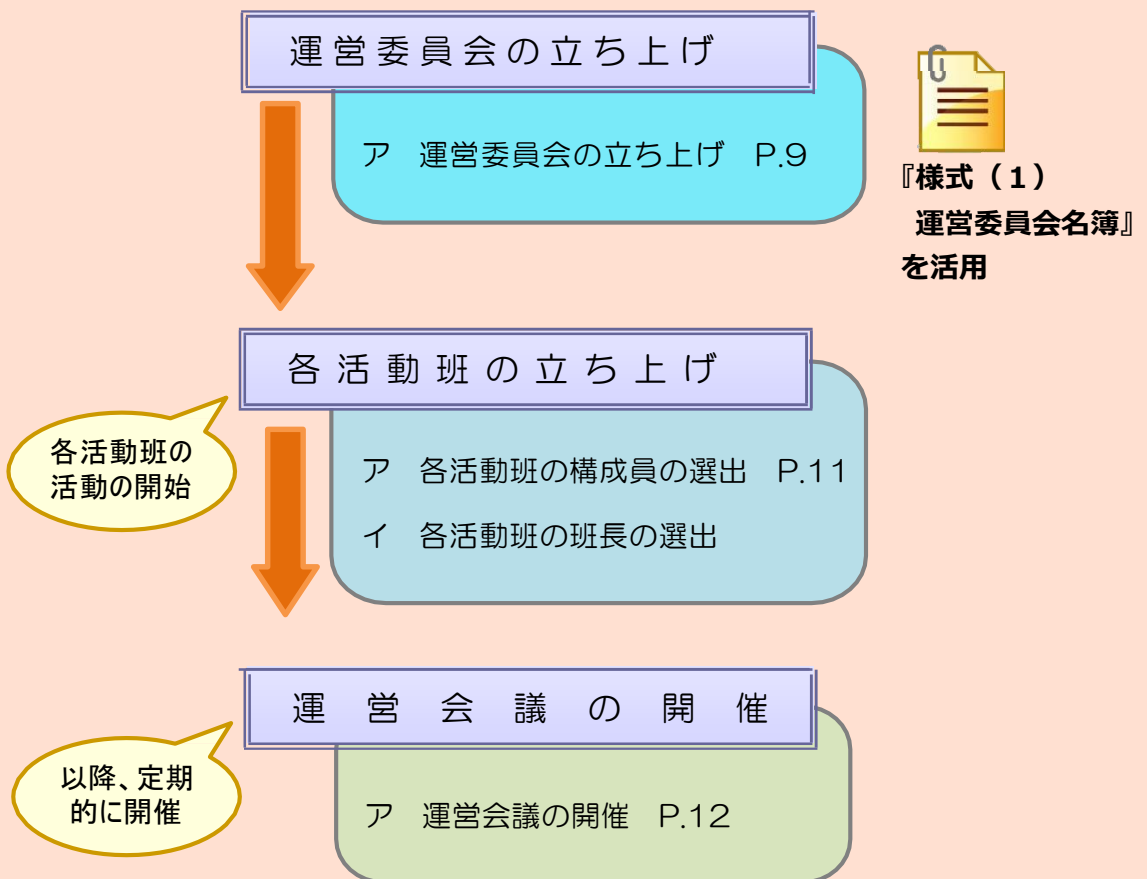 運営委員会の立ち上げ
ア 運営委員会の立ち上げ P.9
『様式（１）
運営委員会名簿』
を活用
各活動班の立ち上げ
各活動班の
活動の開始
ア 各活動班の構成員の選出 P.11
イ 各活動班の班長の選出
運営会議の開催
以降、定期
的に開催
ア 運営会議の開催 P.12